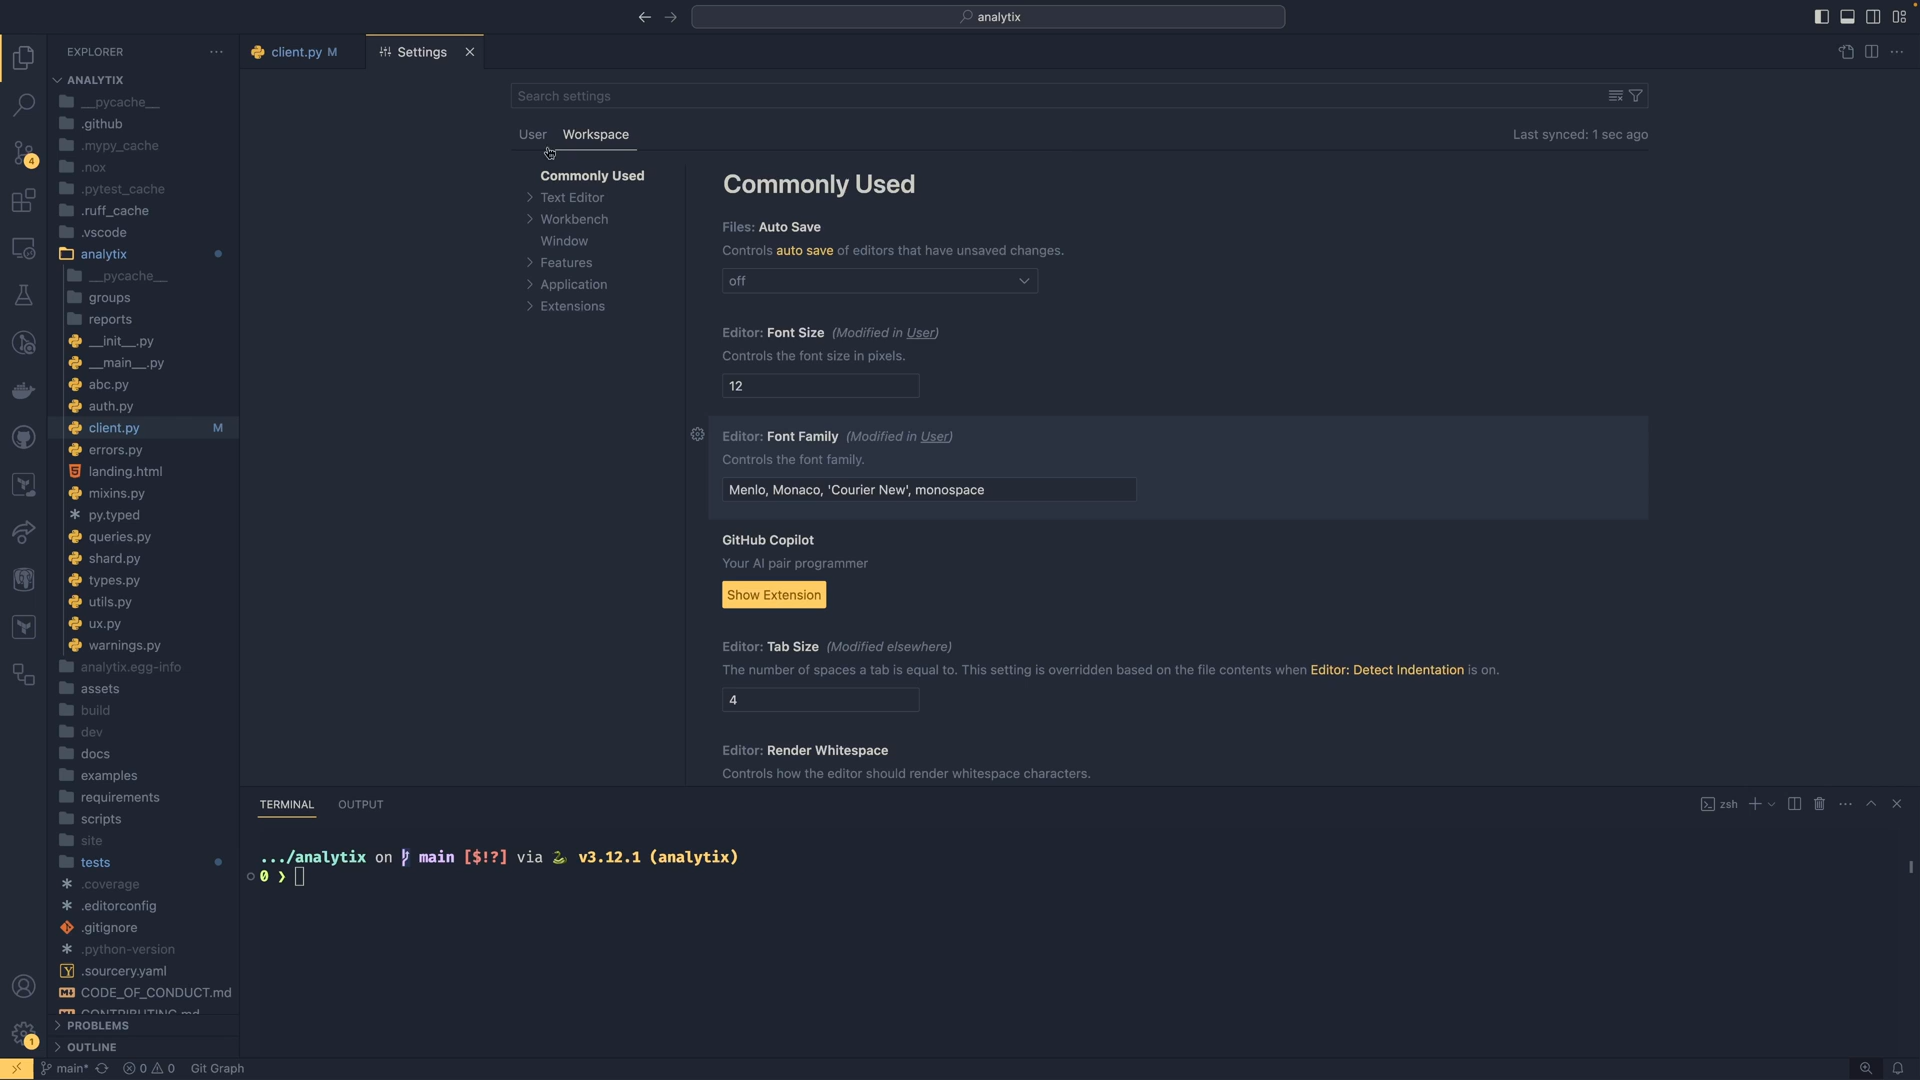 analytix
EXPLORER
client.py M
Settings
ANALYTIX
__pycache__
.github
.mypy_cache
.nox
.pytest_cache
.ruff_cache
.vscode
analytix
__pycache__
groups
reports
__init__.py
__main__.py
abc.py
auth.py
client.py M
errors.py
landing.html
mixins.py
py.typed
queries.py
shard.py
types.py
utils.py
ux.py
warnings.py
analytix.egg-info
assets
build
dev
docs
examples
requirements
scripts
site
tests
.coverage
.editorconfig
.gitignore
.python-version
.sourcery.yaml
CODE_OF_CONDUCT.md
CONTRIBUTING.md
PROBLEMS
OUTLINE
4
1
Search settings
User Workspace
Last synced: 1 sec ago
Commonly Used
Text Editor
Workbench
Window
Features
Application
Extensions
Commonly Used
Files: Auto Save
Controls auto save of editors that have unsaved changes.
off
Editor: Font Size (Modified in User)
Controls the font size in pixels.
12
Editor: Font Family (Modified in User)
Controls the font family.
Menlo, Monaco, 'Courier New', monospace
GitHub Copilot
Your AI pair programmer
Show Extension
Editor: Tab Size (Modified elsewhere)
The number of spaces a tab is equal to. This setting is overridden based on the file contents when Editor: Detect Indentation is on.
4
Editor: Render Whitespace
Controls how the editor should render whitespace characters.
TERMINAL OUTPUT
zsh
.../analytix on main [$!?] via v3.12.1 (analytix)
0 ❯
main* 0 0 Git Graph